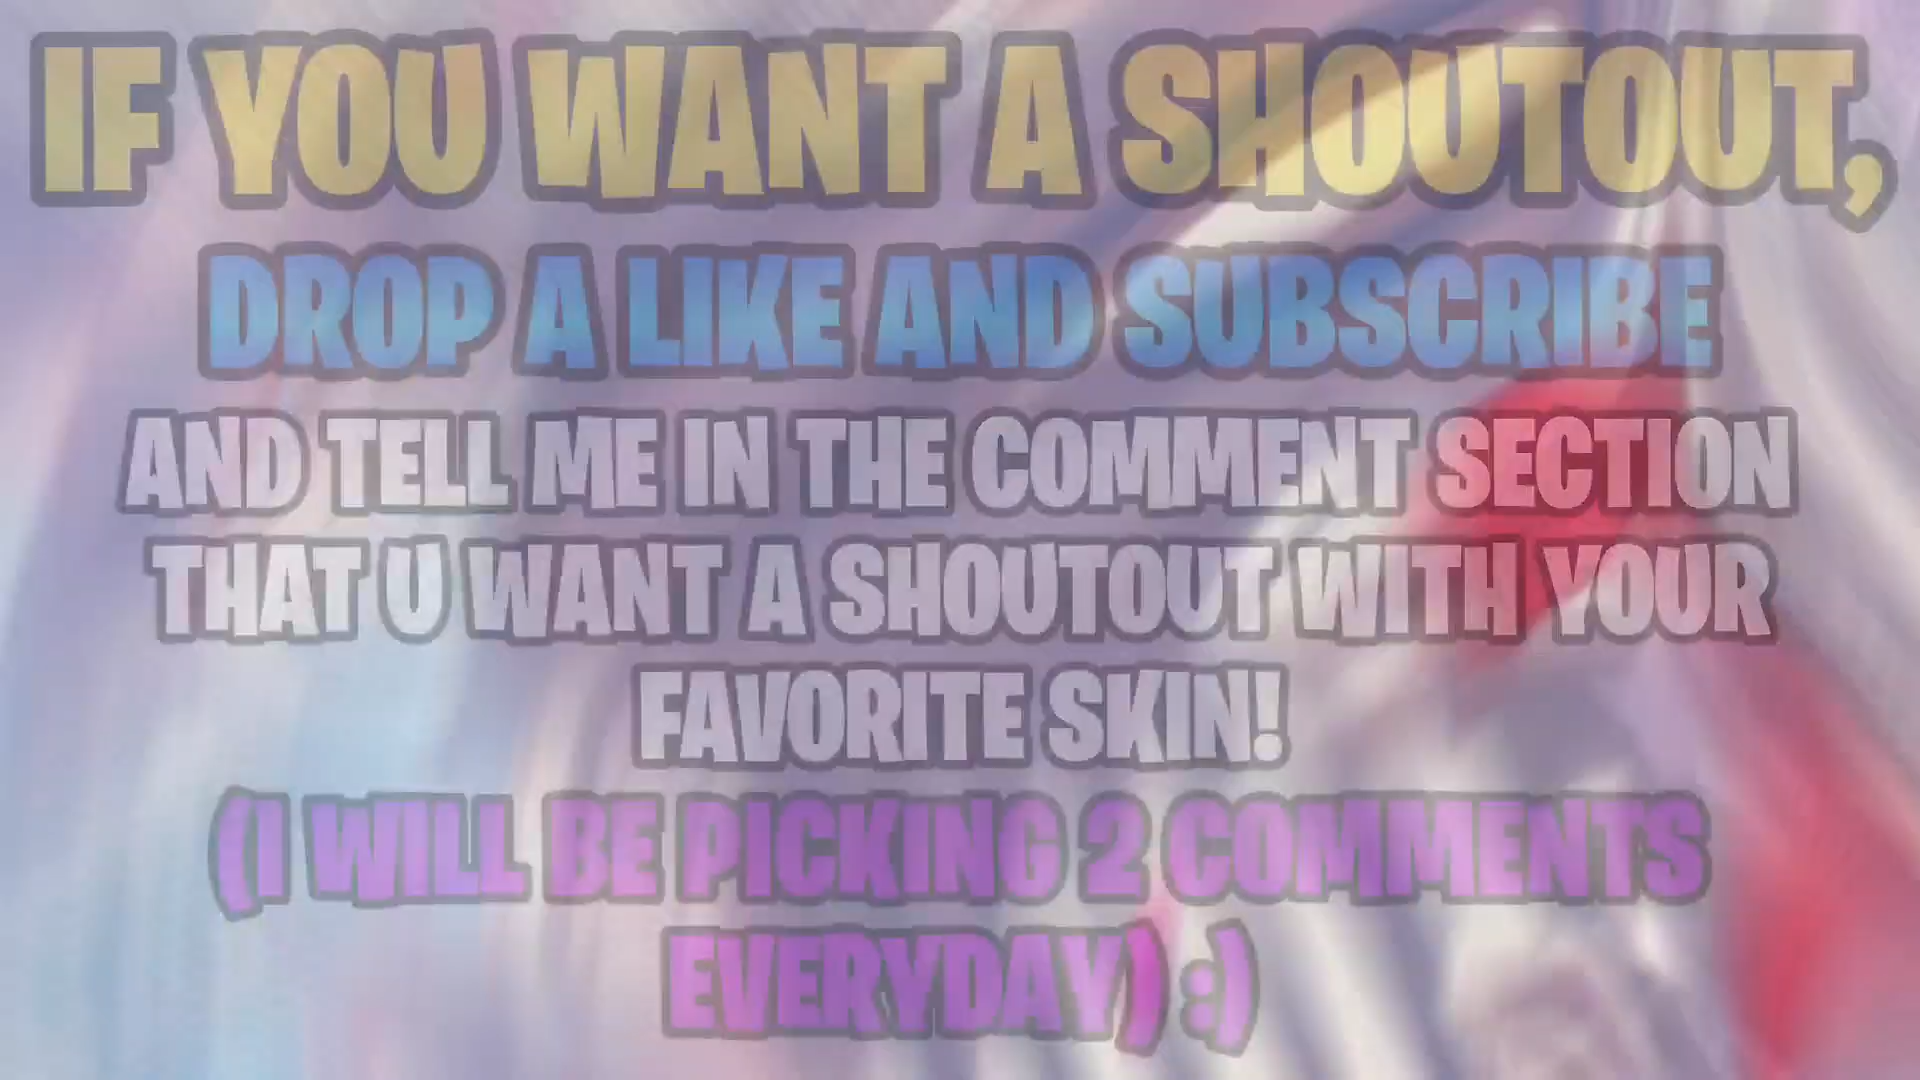 IF YOU WANT A SHOUTOUT,
DROP A LIKE AND SUBSCRIBE
AND TELL ME IN THE COMMENT SECTION
THAT U WANT A SHOUTOUT WITH YOUR
FAVORITE SKIN!
(I WILL BE PICKING 2 COMMENTS
EVERYDAY) :)